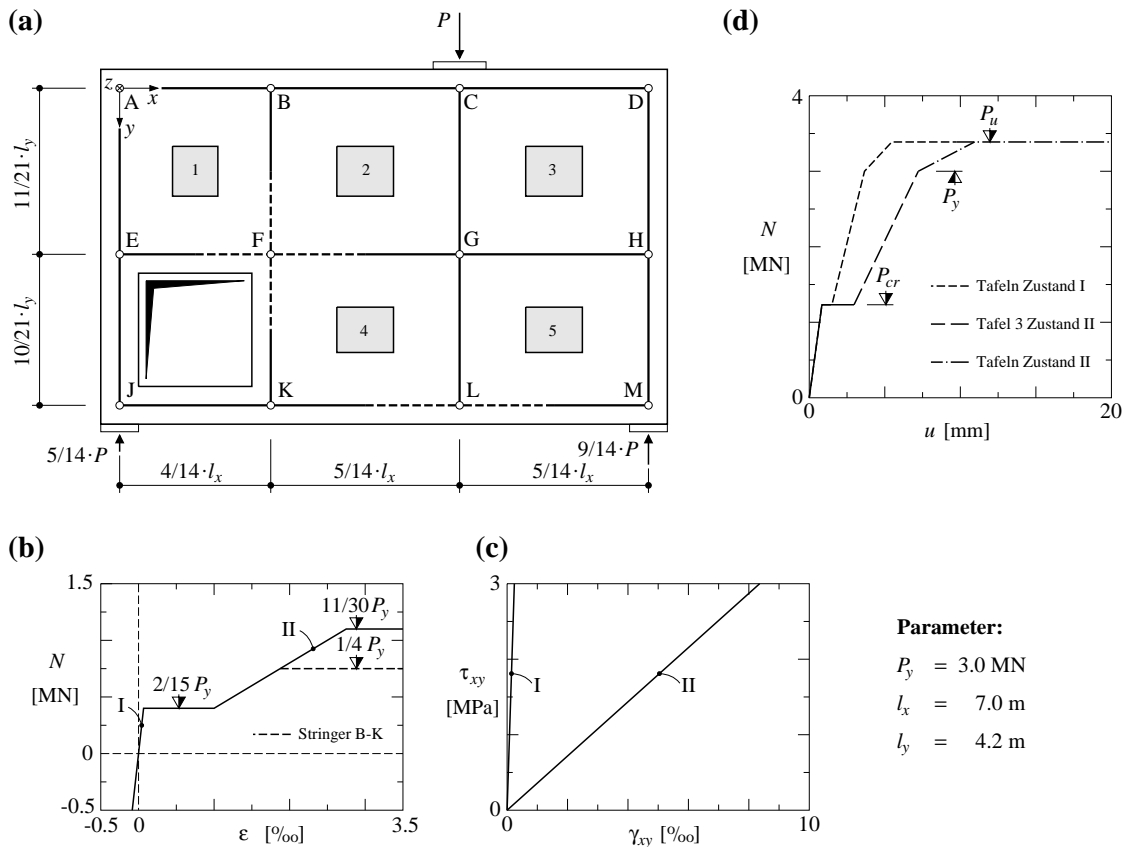 (a)
P
z
A
x
y
B
C
D
1
2
3
E
F
G
H
4
5
J
K
L
M
11/21·l_y
10/21·l_y
5/14·P
9/14·P
4/14·l_x
5/14·l_x
5/14·l_x
(d)
4
N
[MN]
0
0
20
u [mm]
P_u
P_y
P_cr
Tafeln Zustand I
Tafel 3 Zustand II
Tafeln Zustand II
(b)
1.5
N
[MN]
0
-0.5
-0.5
0
3.5
ε [‰]
I
II
2/15 P_y
11/30 P_y
1/4 P_y
Stringer B-K
(c)
3
τ_xy
[MPa]
0
0
10
γ_xy [‰]
I
II
Parameter:
P_y = 3.0 MN
l_x = 7.0 m
l_y = 4.2 m